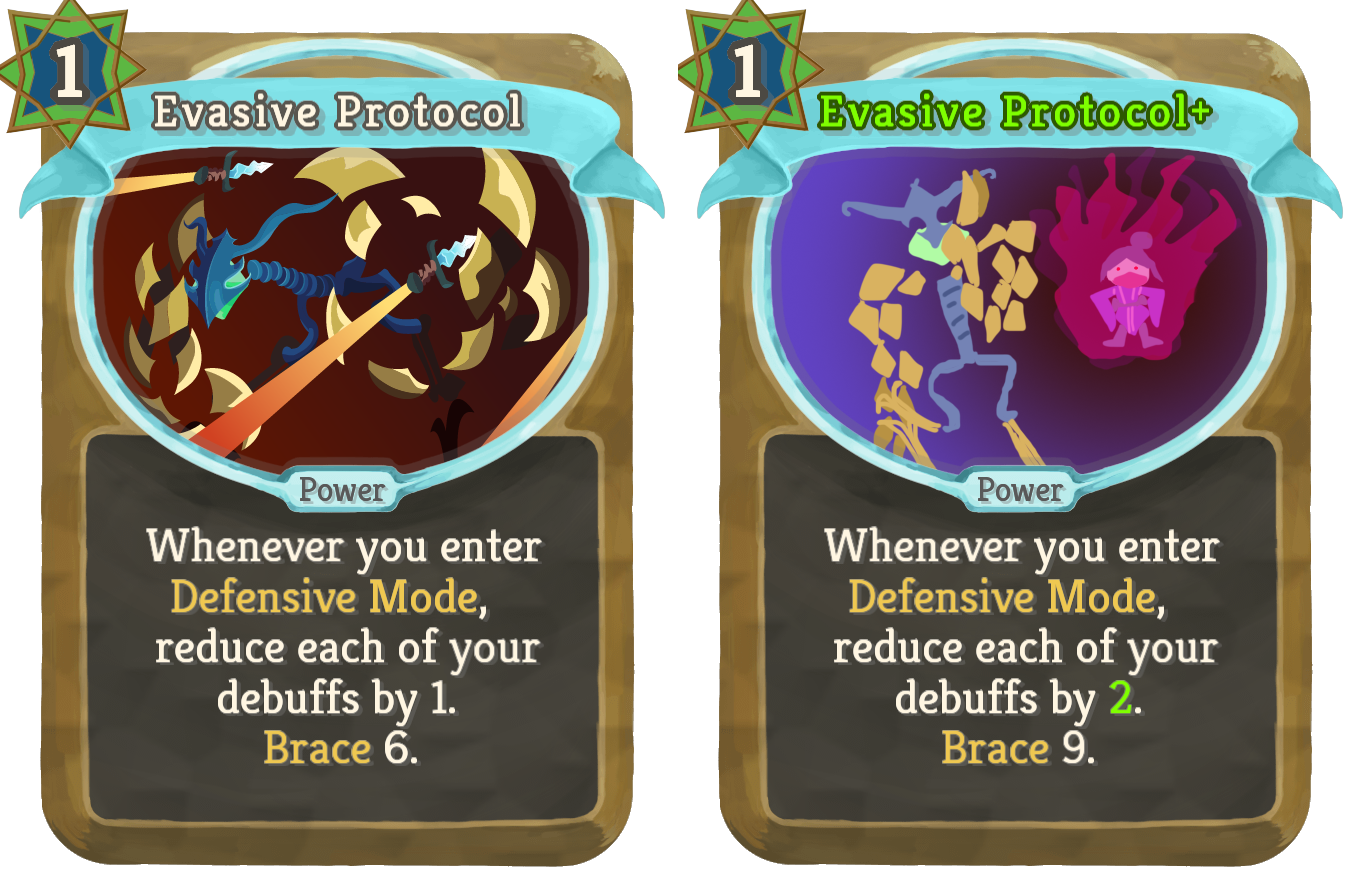 1
Evasive Protocol
Power
Whenever you enter
Defensive Mode,
reduce each of your
debuffs by 1.
Brace 6.
1
Evasive Protocol+
Power
Whenever you enter
Defensive Mode,
reduce each of your
debuffs by 2.
Brace 9.